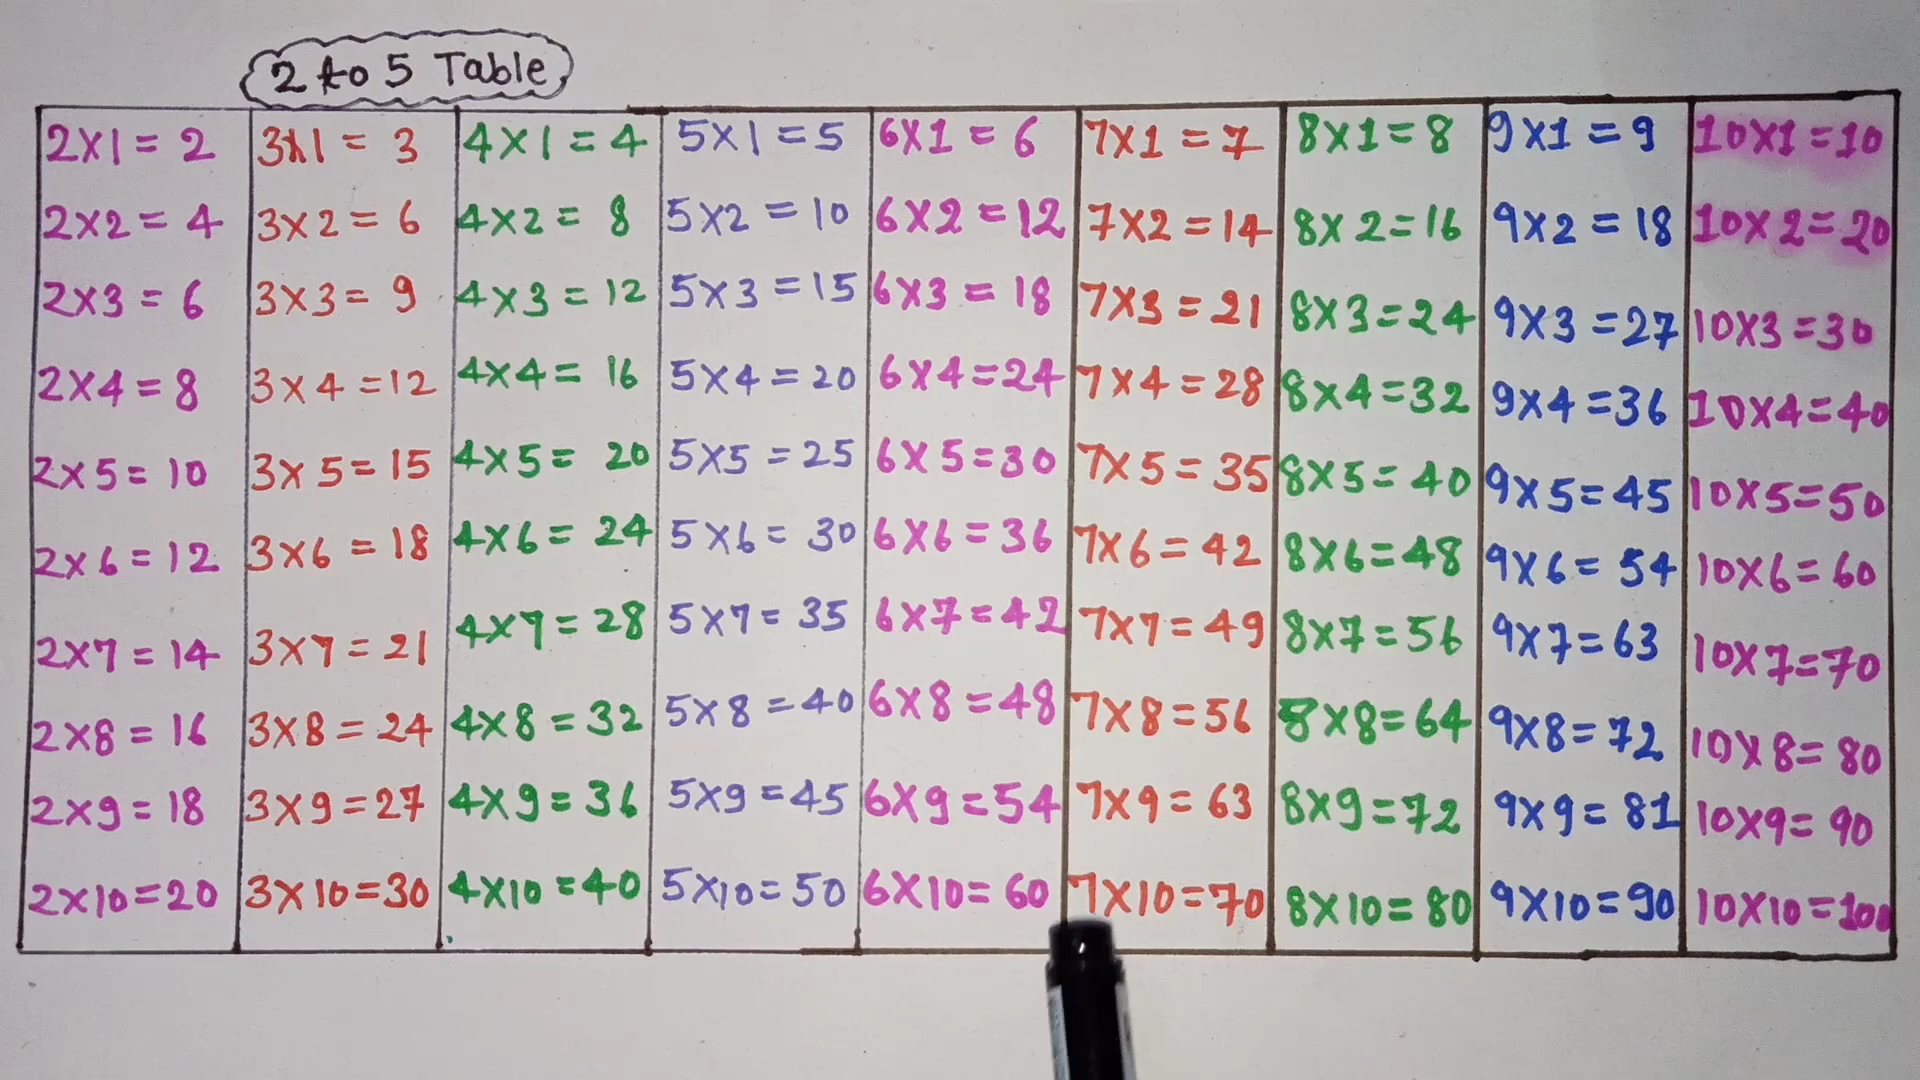 2 to 5 Table
2x1 = 2
2x2 = 4
2x3 = 6
2x4 = 8
2x5 = 10
2x6 = 12
2x7 = 14
2x8 = 16
2x9 = 18
2x10=20
3x1 = 3
3x2 = 6
3x3 = 9
3x4 =12
3x5=15
3x6 =18
3x7 =21
3x8 =24
3x9 =27
3x10=30
4x1 = 4
4x2 = 8
4x3 = 12
4x4 = 16
4x5 = 20
4x6 = 24
4x7 = 28
4x8 = 32
4x9 = 36
4x10 =40
5x1 = 5
5x2 = 10
5x3 = 15
5x4 = 20
5x5 = 25
5x6 = 30
5x7 = 35
5x8 = 40
5x9 = 45
5x10=50
6x1 = 6
6x2 =12
6x3 = 18
6x4=24
6x5=30
6x6 = 36
6x7 =42
6x8 =48
6x9 =54
6x10= 60
7x1 = 7
7x2 =14
7x3 = 21
7x4 =28
7x5 = 35
7x6 = 42
7x7 = 49
7x8 =56
7x9 = 63
7x10=70
8x1=8
8x2=16
8x3=24
8x4=32
8x5= 40
8x6=48
8x7=56
8x8=64
8x9=72
8x10=80
9x1 = 9
9x2 = 18
9x3 =27
9x4 =36
9x5=45
9x6= 54
9x7=63
9x8=72
9x9= 81
9x10=90
10x1=10
10x2=20
10x3=30
10x4=40
10x5=50
10x6=60
10x7=70
10x8=80
10x9=90
10x10=100